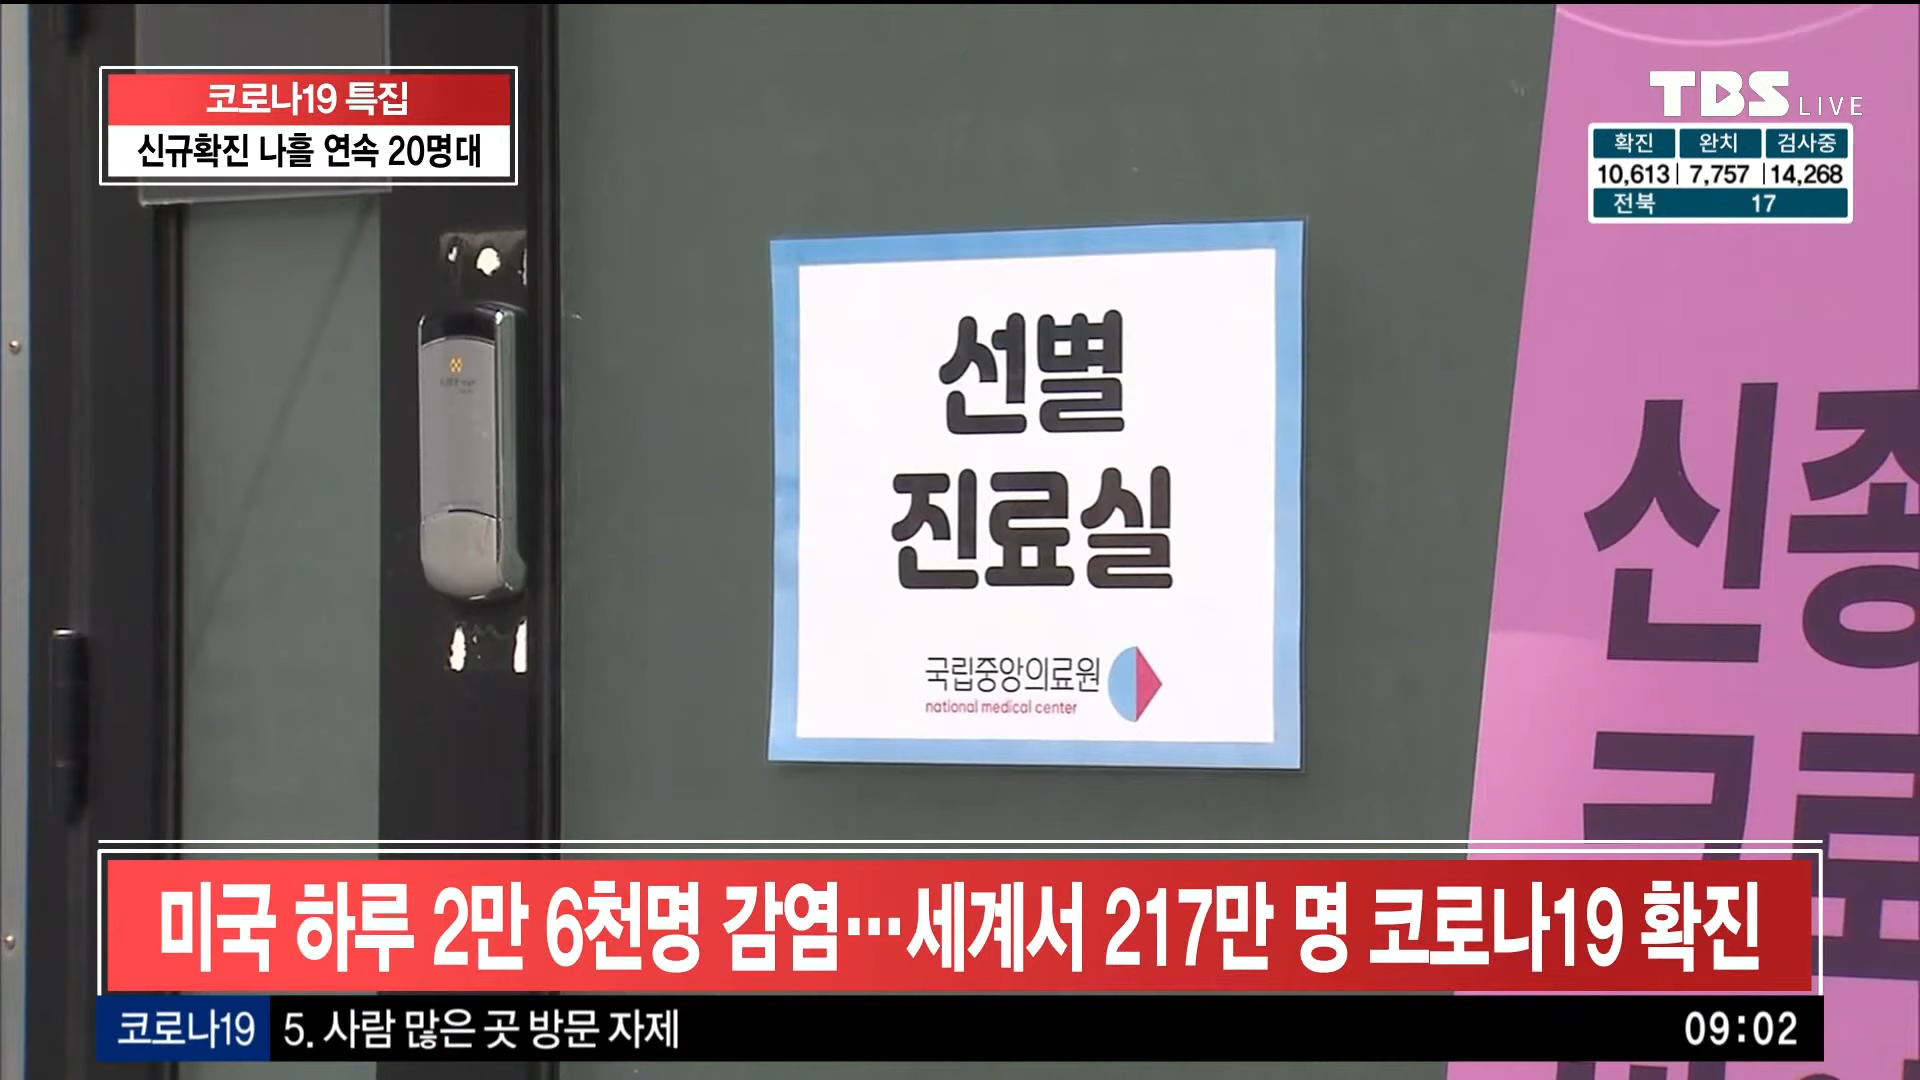 코로나19 특집
신규확진 나흘 연속 20명대
TBS LIVE
확진 완치 검사중
10,613 7,757 14,268
전북 17
선별
진료실
국립중앙의료원
national medical center
신종
코로
미국 하루 2만 6천명 감염…세계서 217만 명 코로나19 확진
코로나19 5. 사람 많은 곳 방문 자제 09:02